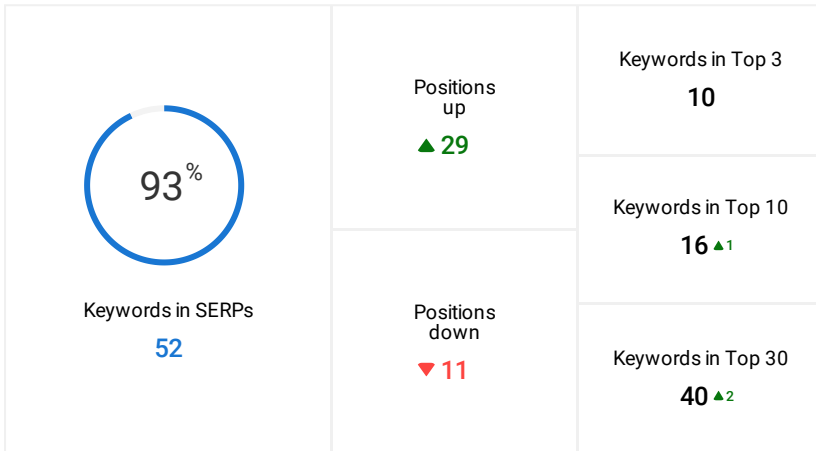 93%
Keywords in SERPs
52
Positions
up
▲ 29
Positions
down
▼ 11
Keywords in Top 3
10
Keywords in Top 10
16 ▲ 1
Keywords in Top 30
40 ▲ 2